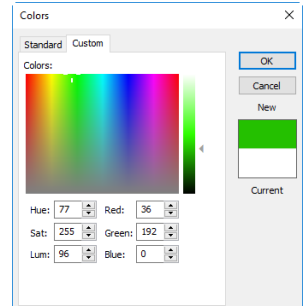 Colors
Standard Custom
Colors:
OK
Cancel
New
Current
Hue: 77 Red: 36
Sat: 255 Green: 192
Lum: 96 Blue: 0